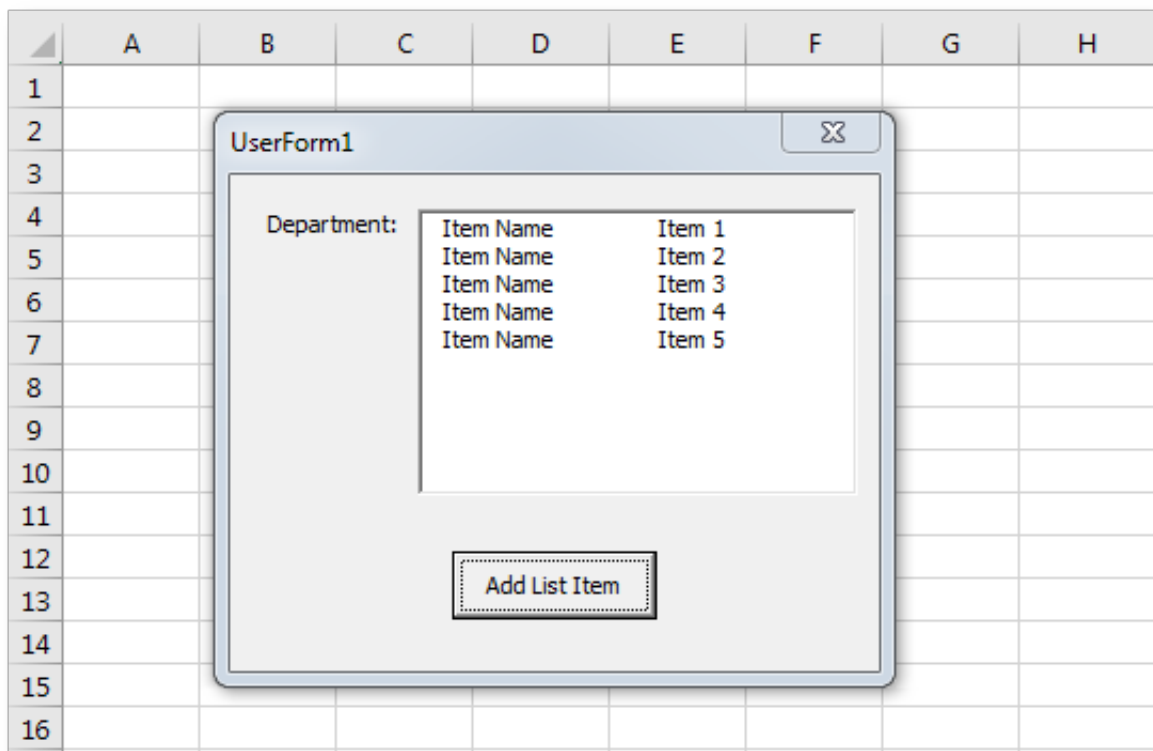 A B C D E F G H
1
2
UserForm1
3
4
Department:
Item Name Item 1
Item Name Item 2
Item Name Item 3
Item Name Item 4
Item Name Item 5
5
6
7
8
9
10
11
12
Add List Item
13
14
15
16